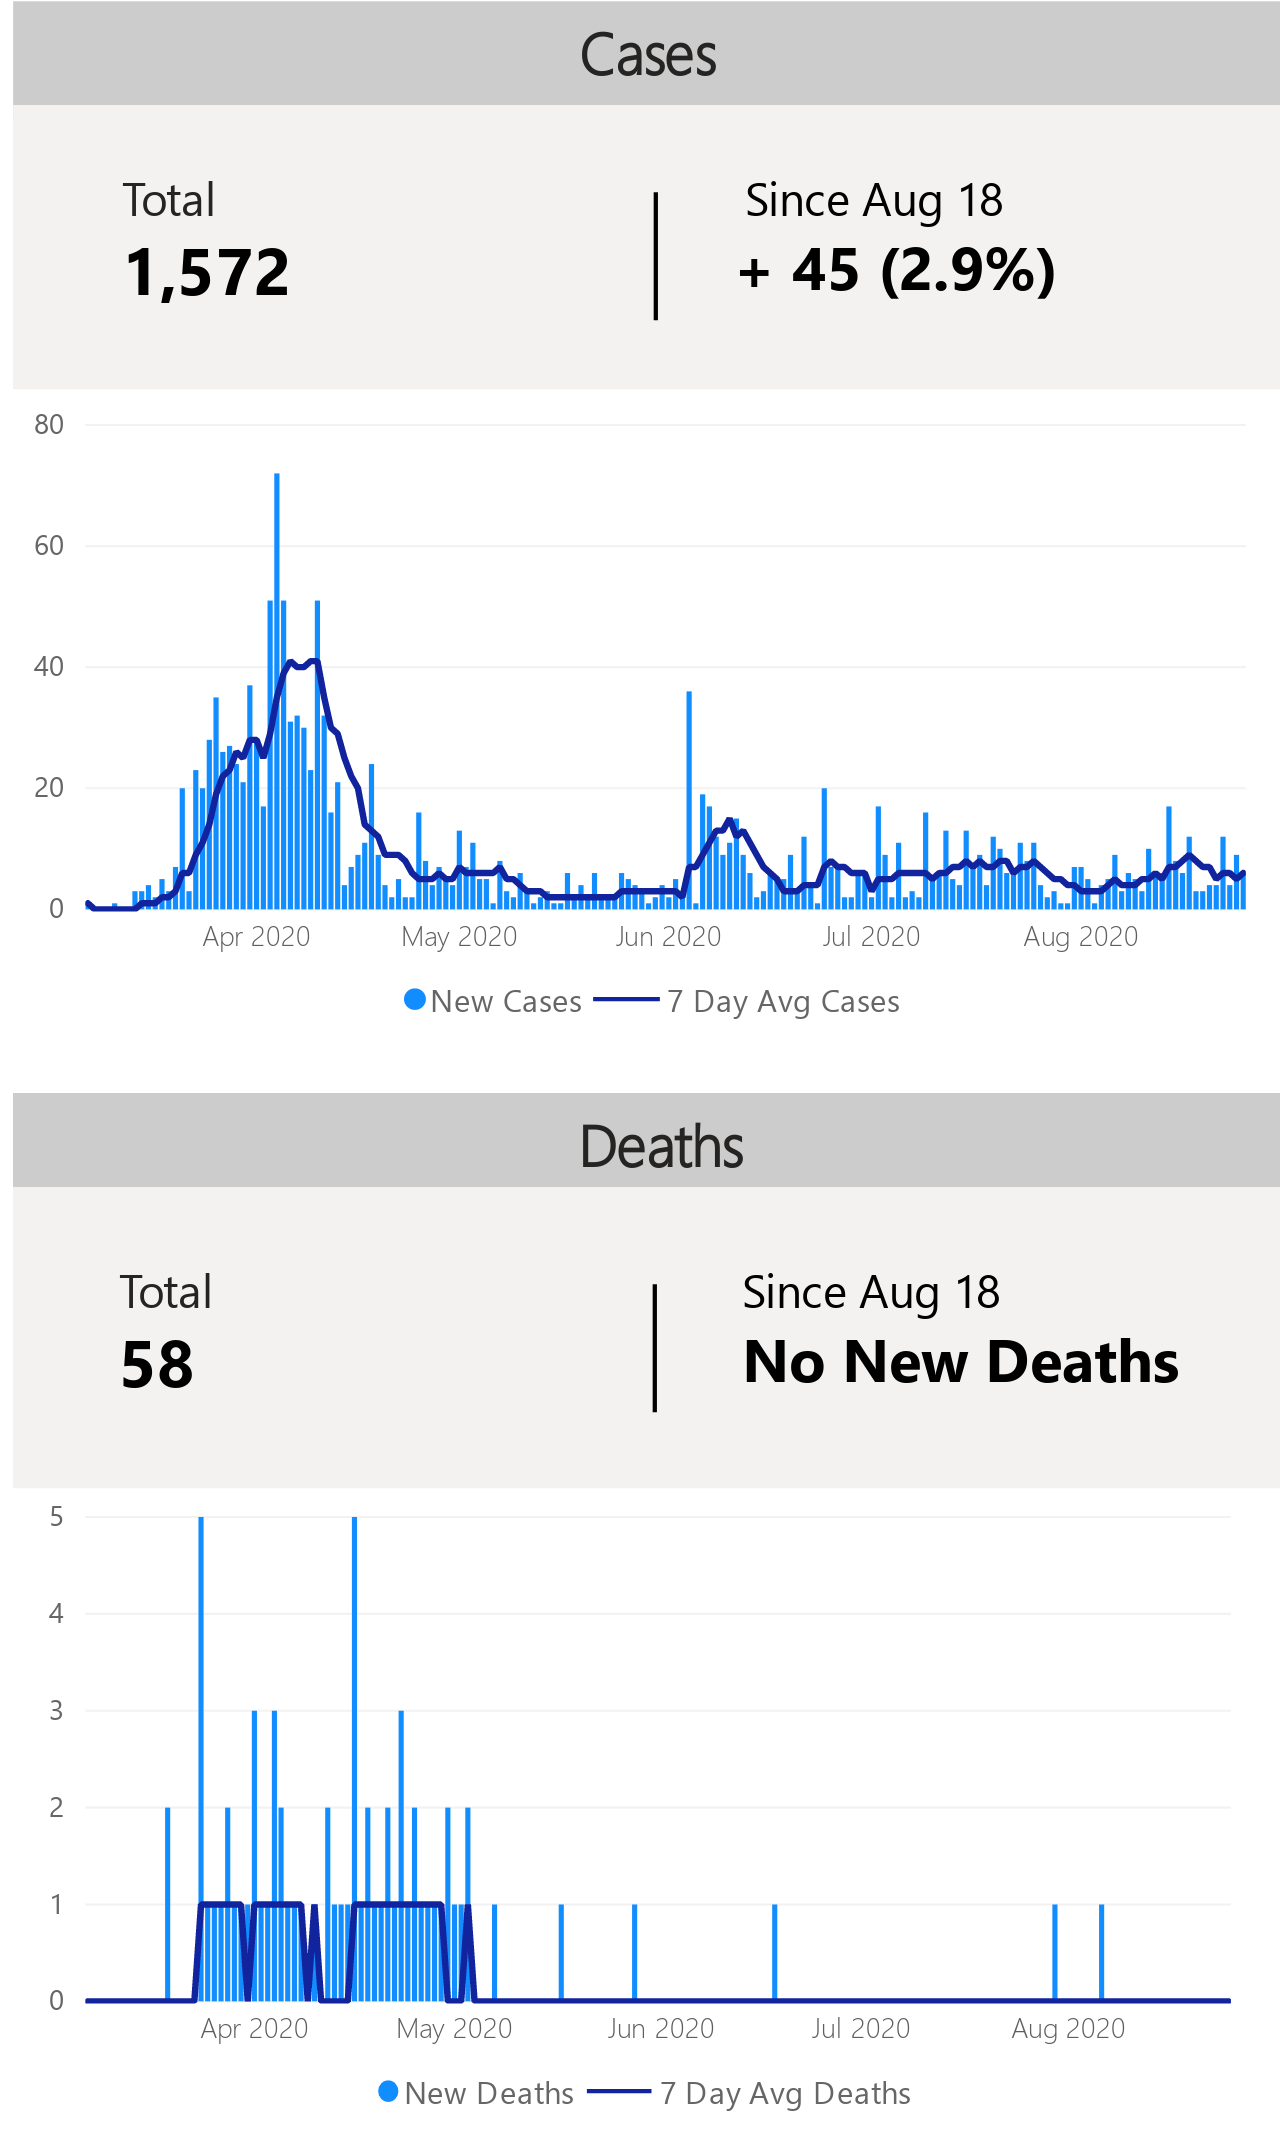 Cases
Total
Since Aug 18
1,572
+ 45 (2.9%)
80
60
40
20
0
Apr 2020 May 2020 Jun 2020 Jul 2020 Aug 2020
New Cases 7 Day Avg Cases
Deaths
Total
Since Aug 18
58
No New Deaths
5
4
3
2
1
0
Apr 2020 May 2020 Jun 2020 Jul 2020 Aug 2020
New Deaths 7 Day Avg Deaths